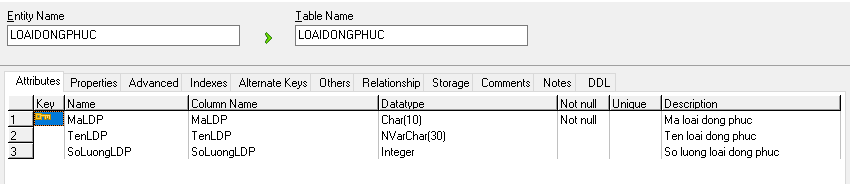 Entity Name Table Name
LOAIDONGPHUC LOAIDONGPHUC
Attributes Properties Advanced Indexes Alternate Keys Others Relationship Storage Comments Notes DDL
Key Name Column Name Datatype Not null Unique Description
1 MaLDP MaLDP Char(10) Not null Ma loai dong phuc
2 TenLDP TenLDP NVarChar(30) Ten loai dong phuc
3 SoLuongLDP SoLuongLDP Integer So luong loai dong phuc